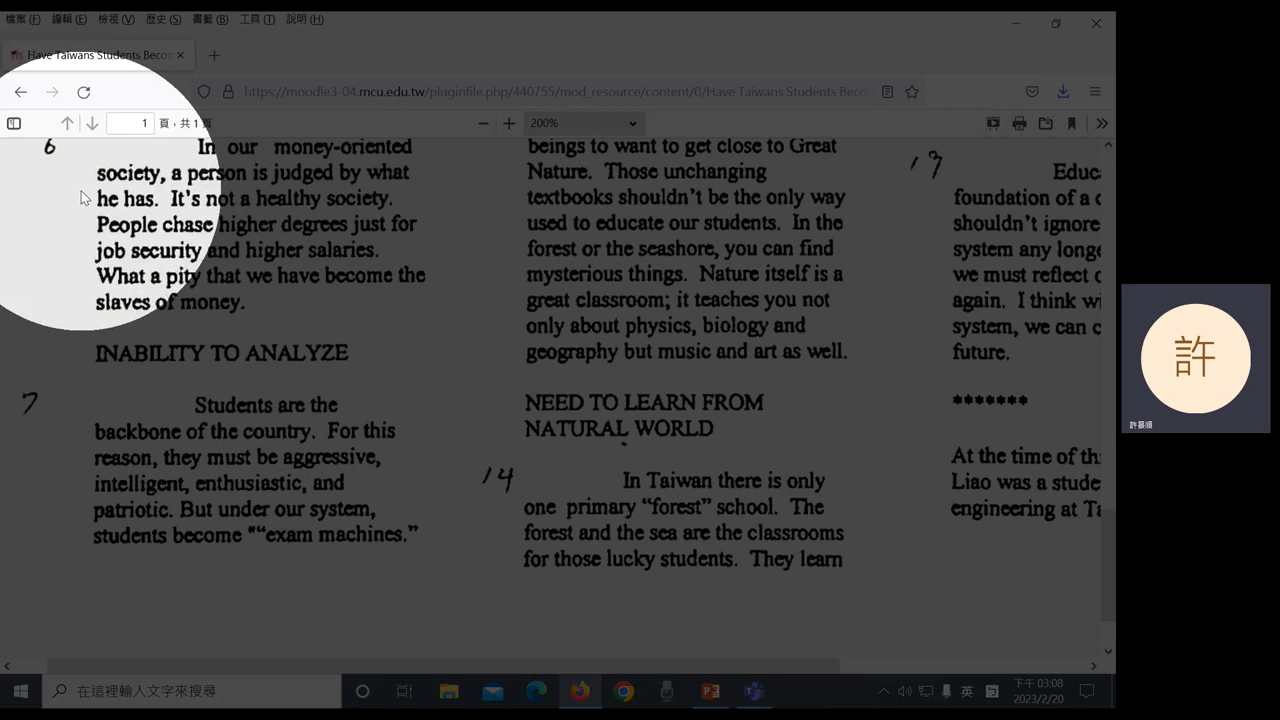 檔案 (F) 編輯 (E) 檢視 (V) 歷史 (S) 書籤 (B) 工具 (T) 說明 (H)
Have Taiwans Students Becom
https://moodle3-04.mcu.edu.tw/pluginfile.php/440755/mod_resource/content/0/Have Taiwans Students Beco
1 頁，共 1 頁
200%
6
In our money-oriented
society, a person is judged by what
he has. It's not a healthy society.
People chase higher degrees just for
job security and higher salaries.
What a pity that we have become the
slaves of money.
INABILITY TO ANALYZE
7
Students are the
backbone of the country. For this
reason, they must be aggressive,
intelligent, enthusiastic, and
patriotic. But under our system,
students become ""exam machines."
beings to want to get close to Great
Nature. Those unchanging
textbooks shouldn't be the only way
used to educate our students. In the
forest or the seashore, you can find
mysterious things. Nature itself is a
great classroom; it teaches you not
only about physics, biology and
geography but music and art as well.
NEED TO LEARN FROM
NATURAL WORLD
14
In Taiwan there is only
one primary "forest" school. The
forest and the sea are the classrooms
for those lucky students. They learn
Educa
foundation of a c
shouldn't ignore
system any longe
we must reflect o
again. I think wi
system, we can c
future.
*******
At the time of thi
Liao was a stude
engineering at Ta
許
許景順
在這裡輸入文字來搜尋
英
下午 03:08
2023/2/20